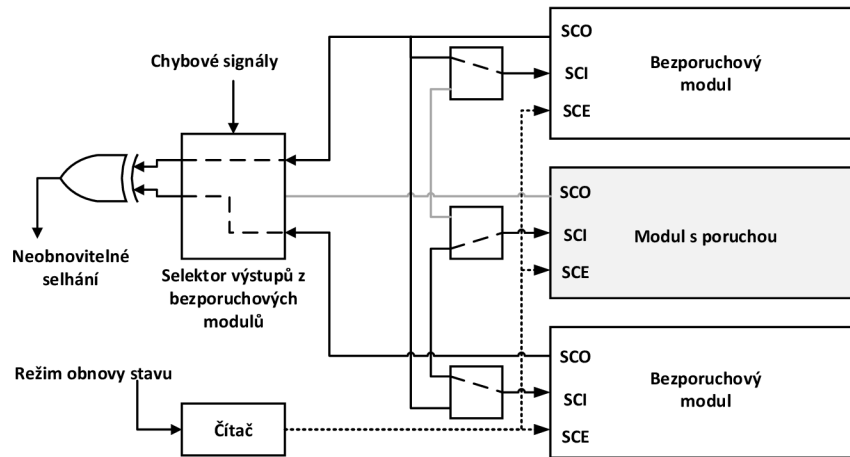 Chybové signály
SCO
SCI
SCE
Bezporuchový
modul
SCO
SCI
SCE
Modul s poruchou
Neobnovitelné
selhání
Selektor výstupů z
bezporuchových
modulů
SCO
SCI
SCE
Bezporuchový
modul
Režim obnovy stavu
Čítač